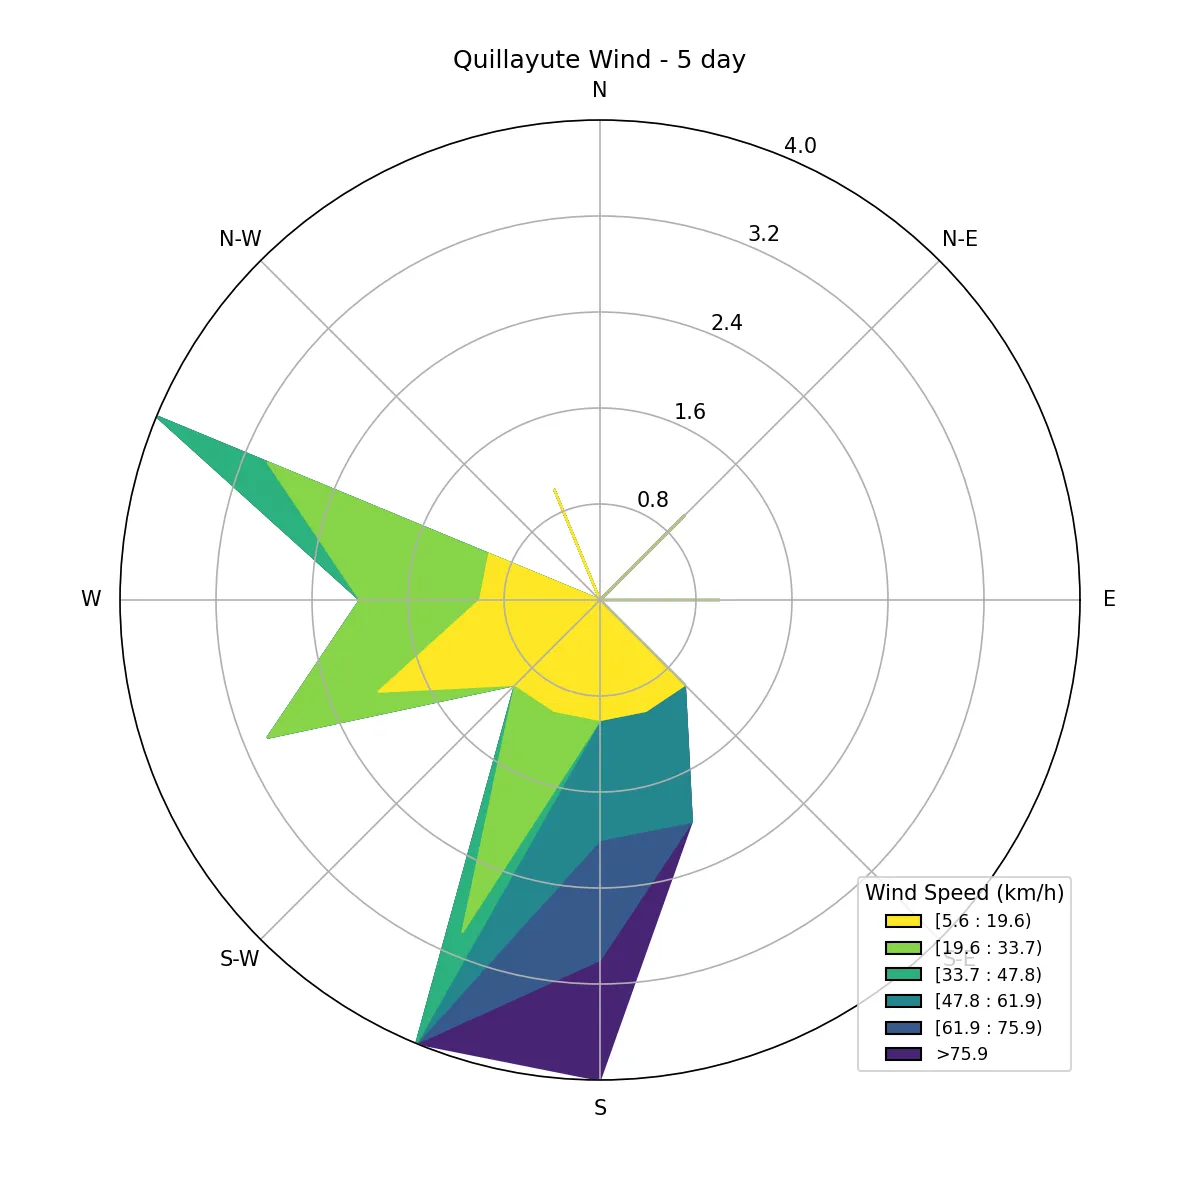 Quillayute Wind - 5 day
N
4.0
N-W
3.2
N-E
2.4
1.6
0.8
W
E
Wind Speed (km/h)
[5.6 : 19.6)
[19.6 : 33.7)
S-W
S-E
[33.7 : 47.8)
[47.8 : 61.9)
[61.9 : 75.9)
>75.9
S